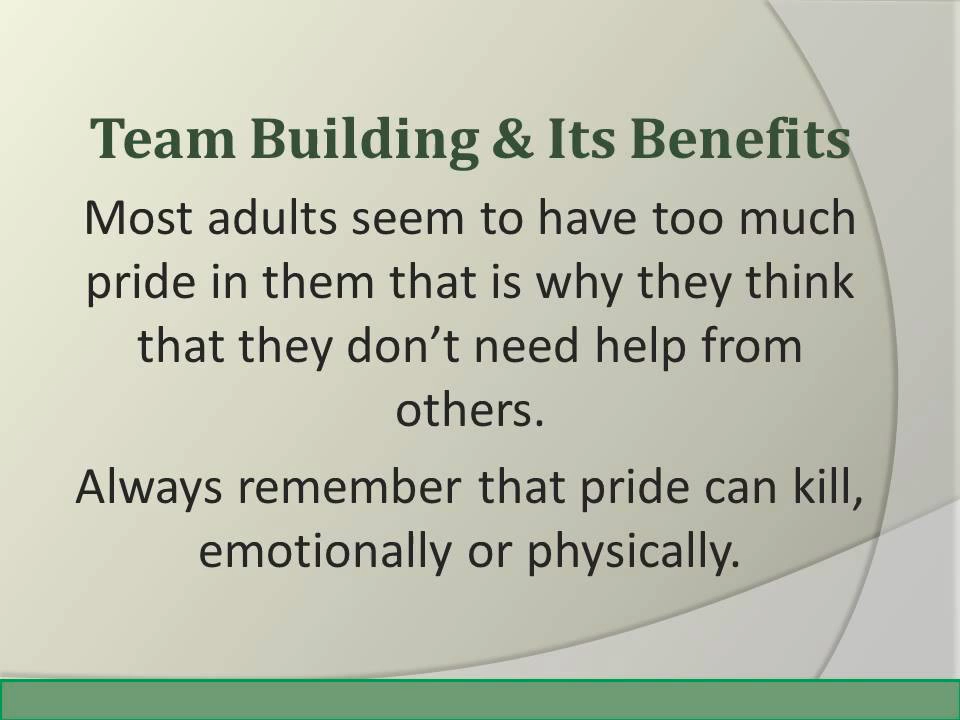 Team Building & Its Benefits
Most adults seem to have too much
pride in them that is why they think
that they don’t need help from
others.
Always remember that pride can kill,
emotionally or physically.